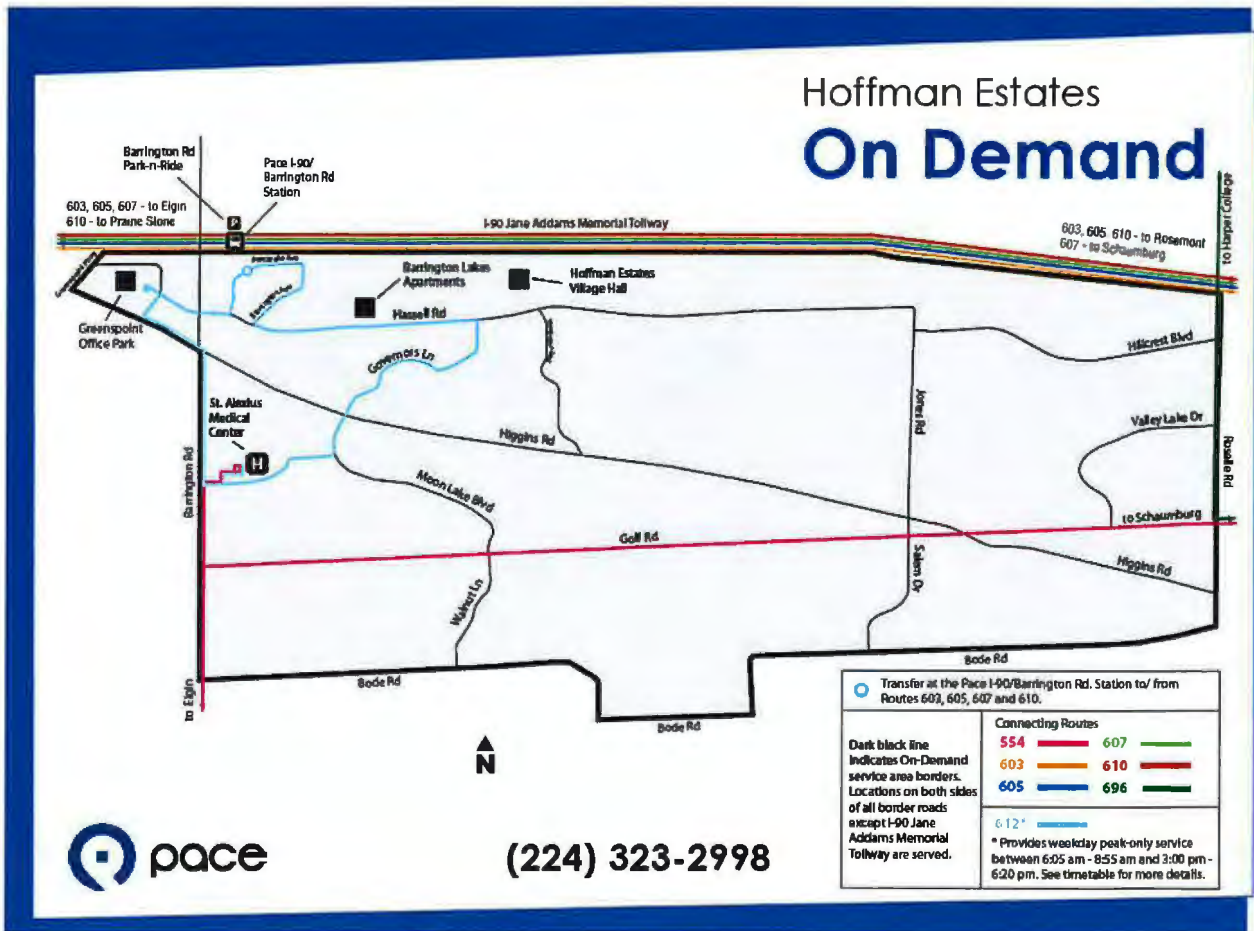 Hoffman Estates
On Demand
Barrington Rd
Park-n-Ride
Pace I-90/
Barrington Rd
Station
603, 605, 607 - to Elgin
610 - to Prairie Stone
I-90 Jane Addams Memorial Tollway
603, 605 610 - to Rosemont
607 - to Schaumburg
to Harper College
Barrington Lakes
Apartments
Hoffman Estates
Village Hall
Greenspoint
Office Park
Hassell Rd
Governors Ln
Hillcrest Blvd
St. Alexius
Medical
Center
H
Jones Rd
Valley Lake Dr
Higgins Rd
Roselle Rd
Barrington Rd
Moon Lake Blvd
to Schaumburg
Golf Rd
Salem Dr
Higgins Rd
Walnut Ln
Bode Rd
Bode Rd
Bode Rd
to Elgin
N
Transfer at the Pace I-90/Barrington Rd. Station to/ from
Routes 603, 605, 607 and 610.
Dark black line
indicates On-Demand
service area borders.
Locations on both sides
of all border roads
except I-90 Jane
Addams Memorial
Tollway are served.
Connecting Routes
554 607
603 610
605 696
612*
* Provides weekday peak-only service
between 6:05 am - 8:55 am and 3:00 pm -
6:20 pm. See timetable for more details.
pace
(224) 323-2998